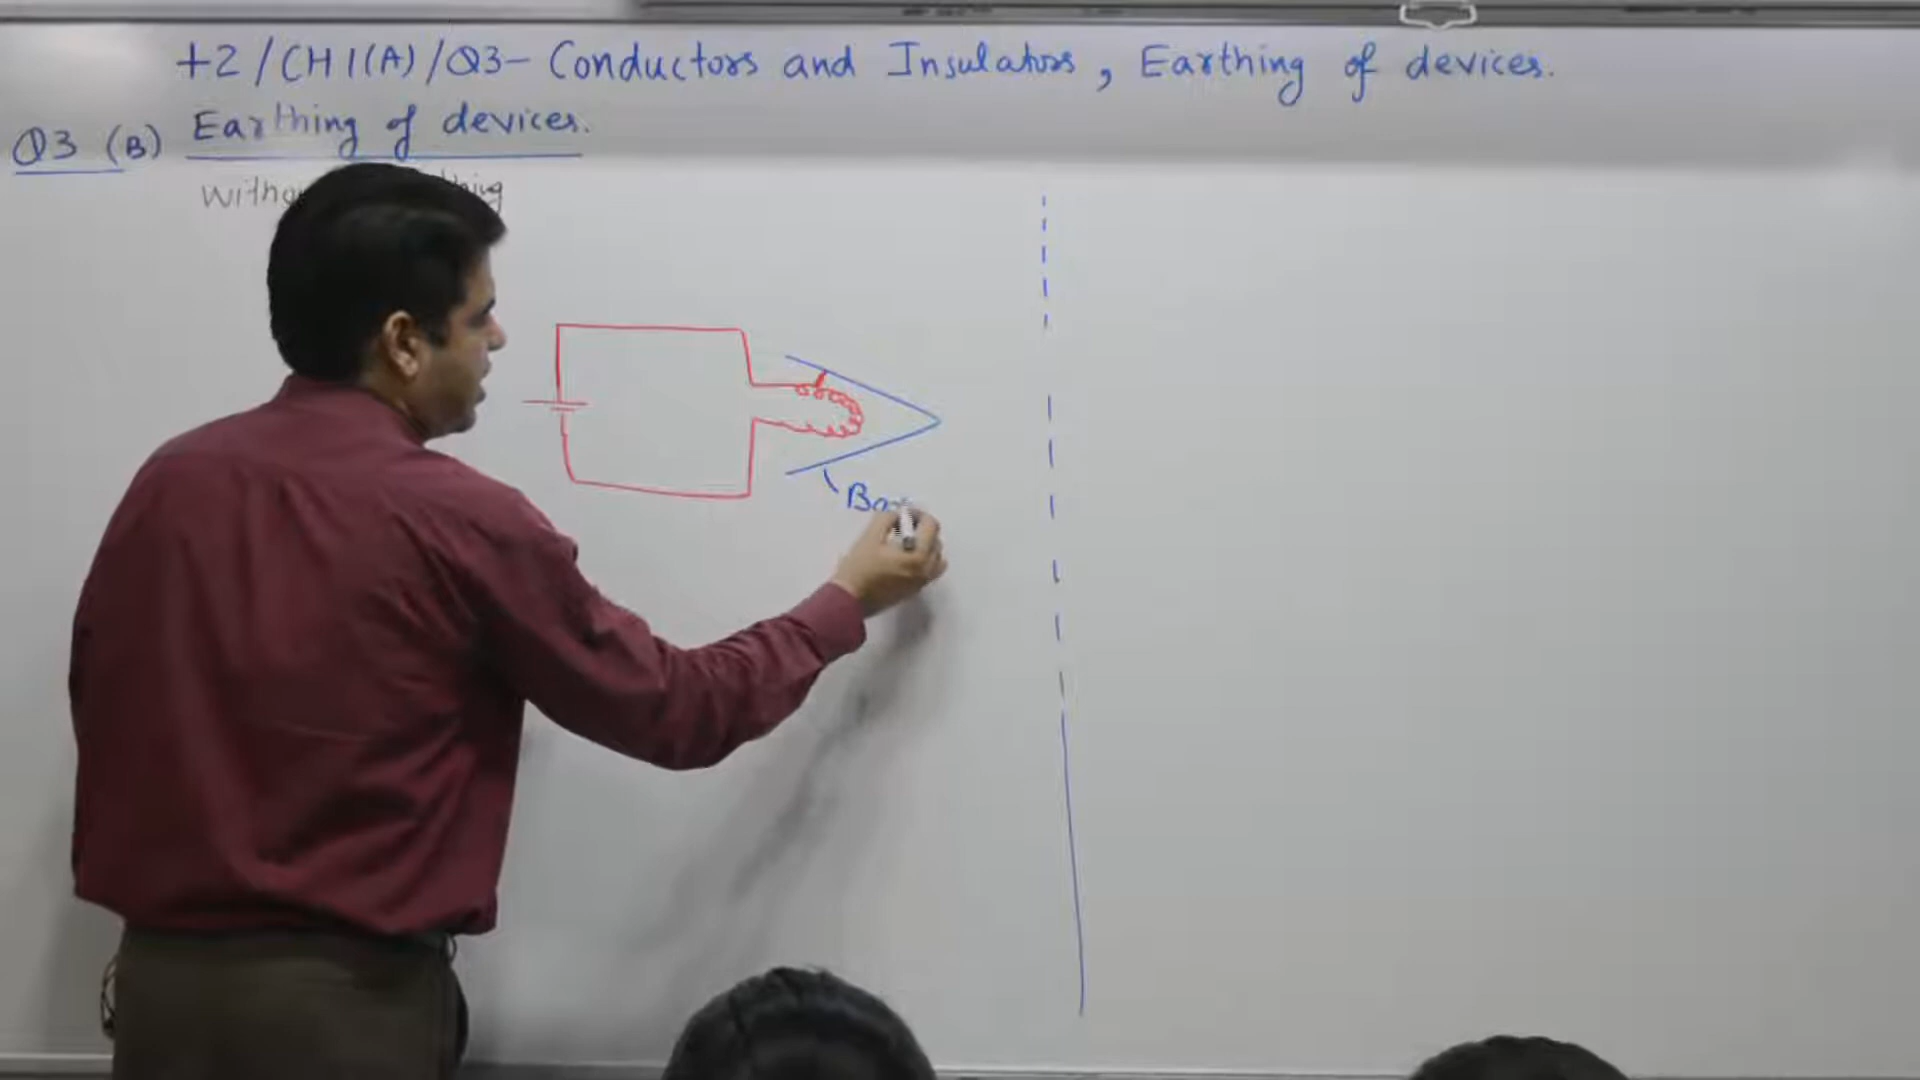 +2/CH 1(A)/Q3- Conductors and Insulators, Earthing of devices.
Q3 (B) Earthing of devices.